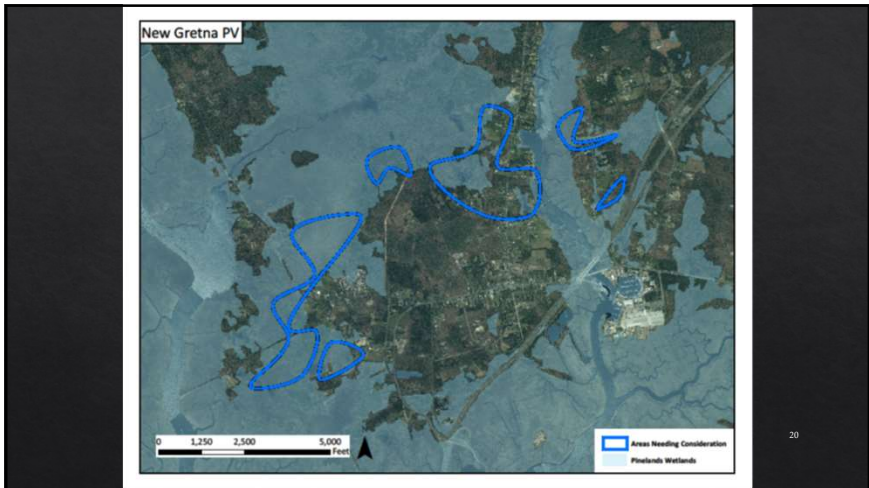 New Gretna PV
0 1,250 2,500 5,000
Feet
Areas Needing Consideration
Pinelands Wetlands
20